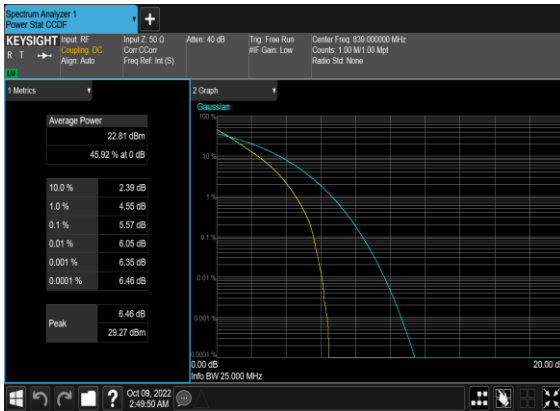 Spectrum Analyzer 1
Power Stat CCDF
KEYSIGHT
R T
LM
Input: RF
Coupling: DC
Align: Auto
Input Z: 50 Ω
Corr CCorr
Freq Ref: Int (S)
Atten: 40 dB
Trig: Free Run
#IF Gain: Low
Center Freq: 839.000000 MHz
Counts: 1.00 M/1.00 Mpt
Radio Std: None
1 Metrics
Average Power
22.81 dBm
45.92 % at 0 dB
10.0 % 2.39 dB
1.0 % 4.55 dB
0.1 % 5.57 dB
0.01 % 6.05 dB
0.001 % 6.35 dB
0.0001 % 6.46 dB
Peak
6.46 dB
29.27 dBm
2 Graph
Gaussian
100 %
10 %
1 %
0.1 %
0.01 %
0.001 %
0.0001 %
0.00 dB
20.00 d
Info BW 25.000 MHz
Oct 09, 2022
2:49:50 AM